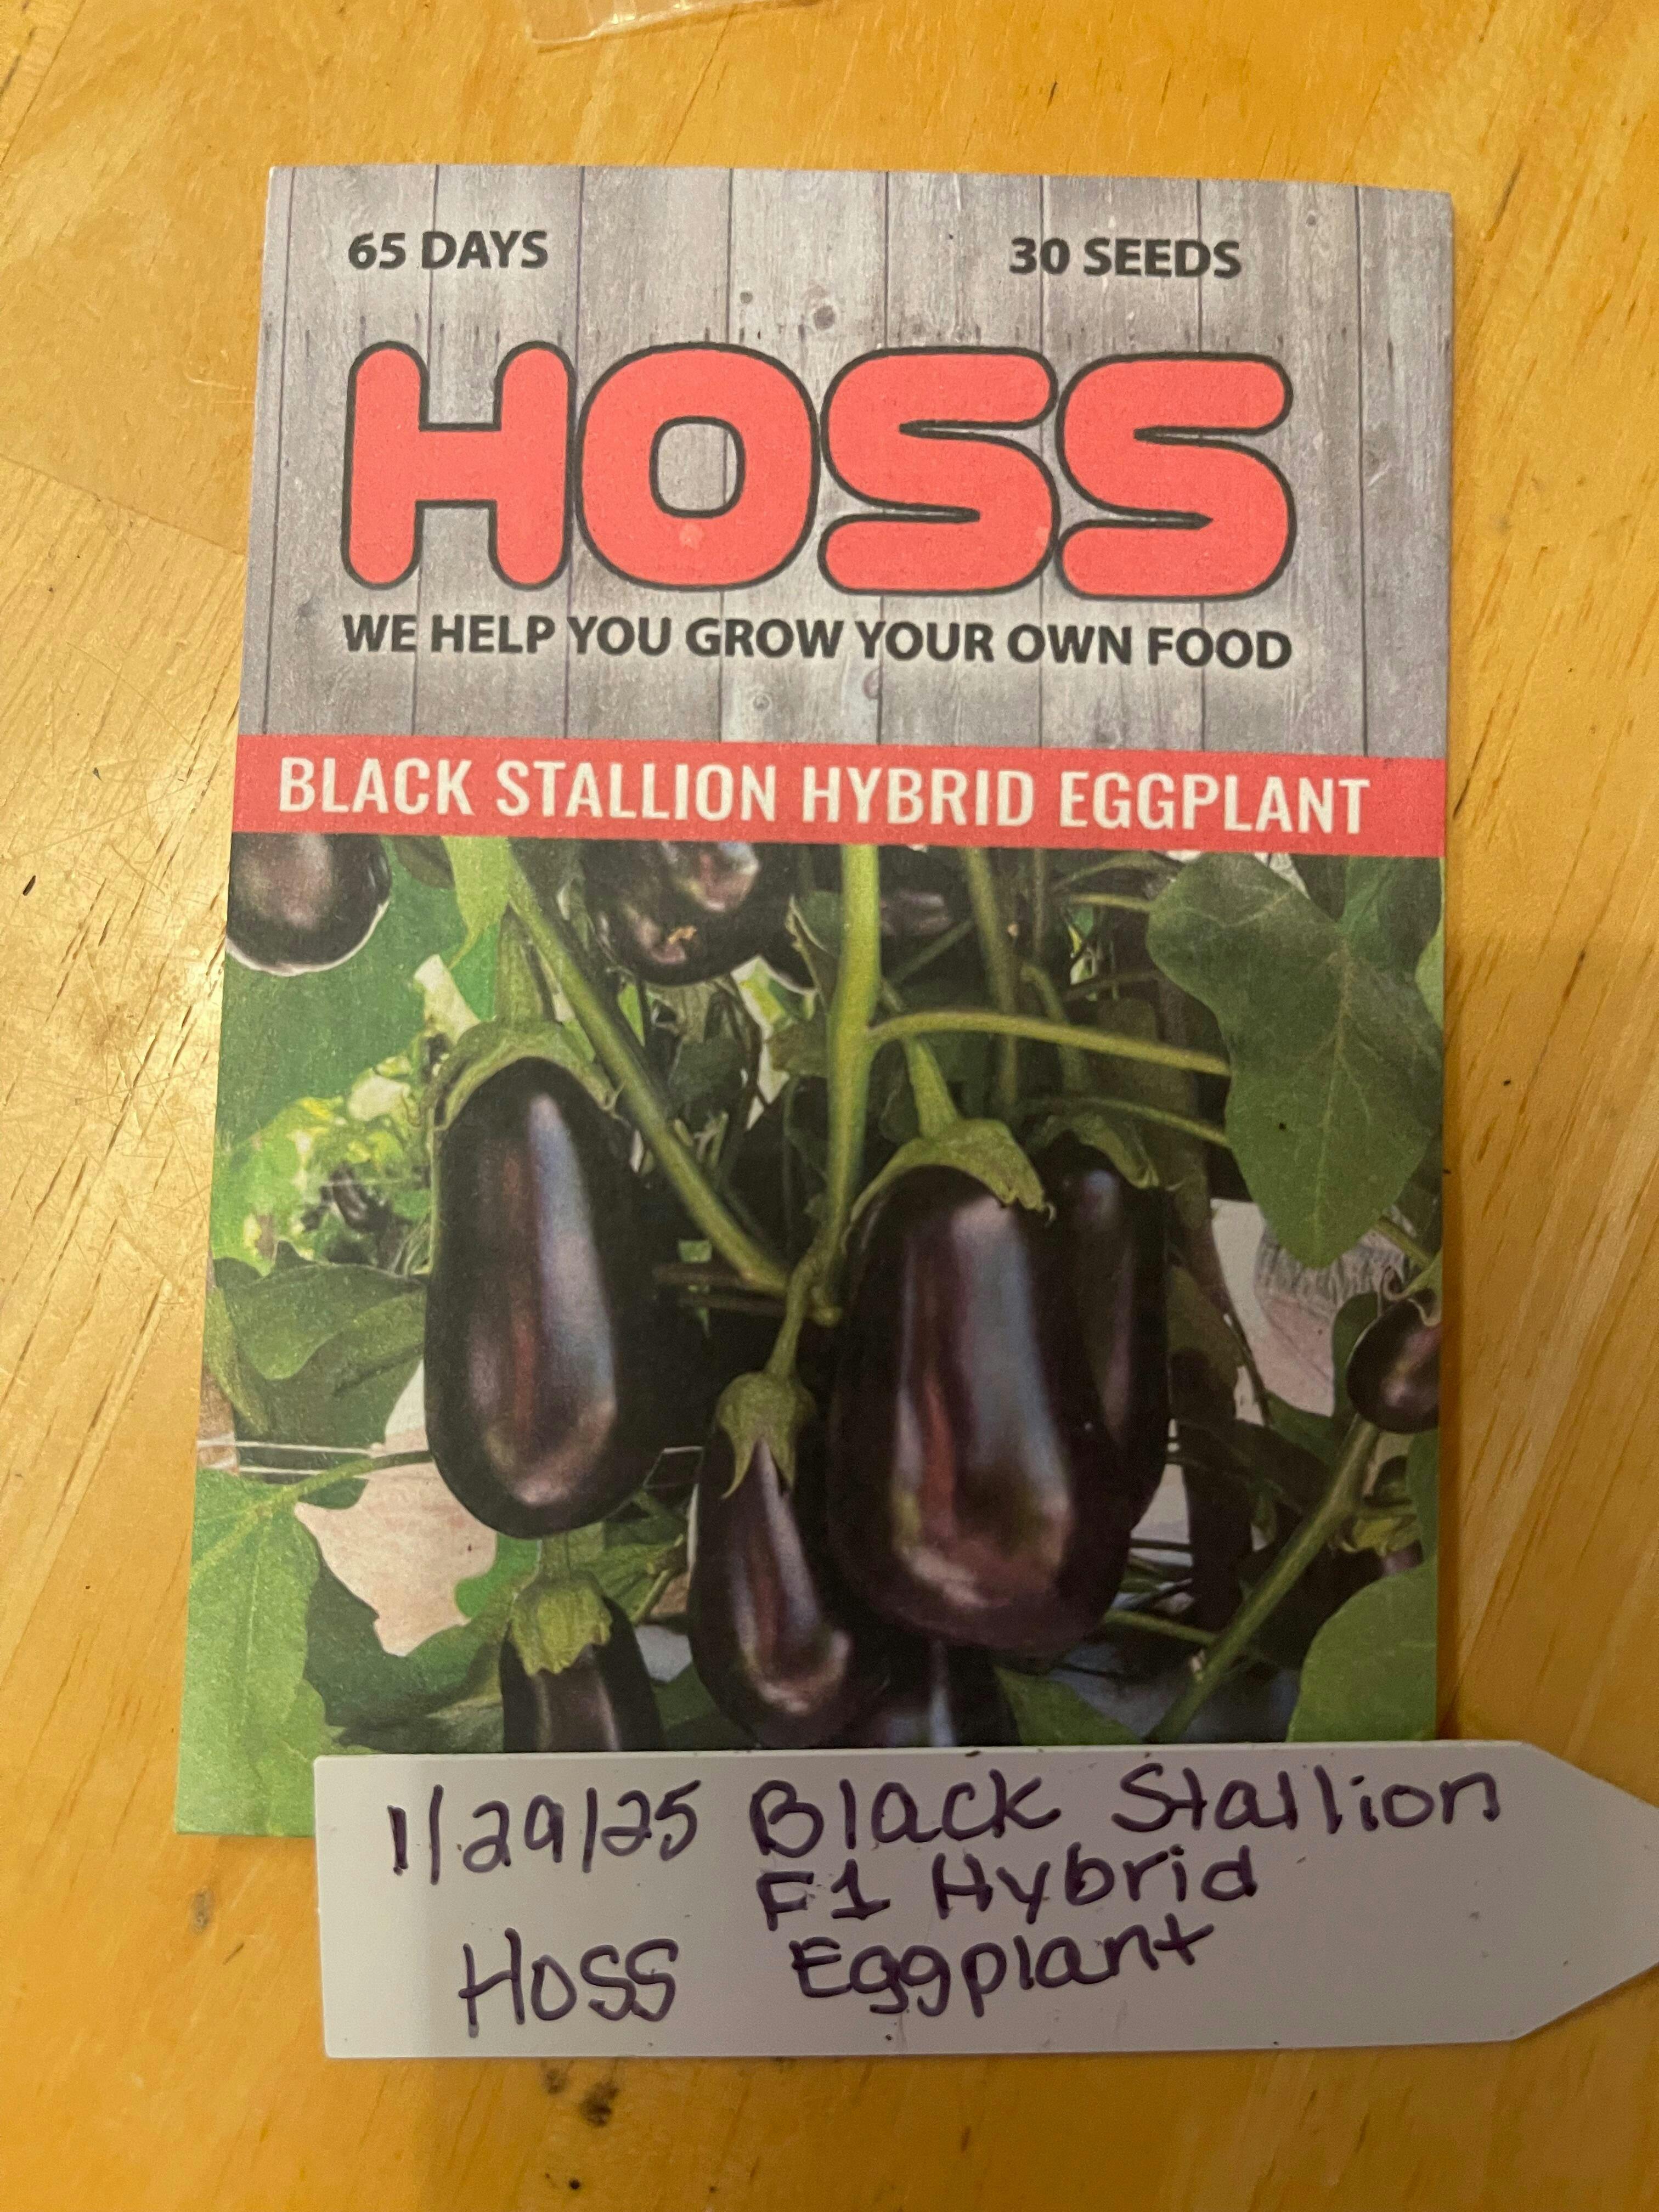 65 DAYS 30 SEEDS
HOSS
WE HELP YOU GROW YOUR OWN FOOD
BLACK STALLION HYBRID EGGPLANT
1/29/25 Black Stallion
F1 Hybrid
Hoss Eggplant